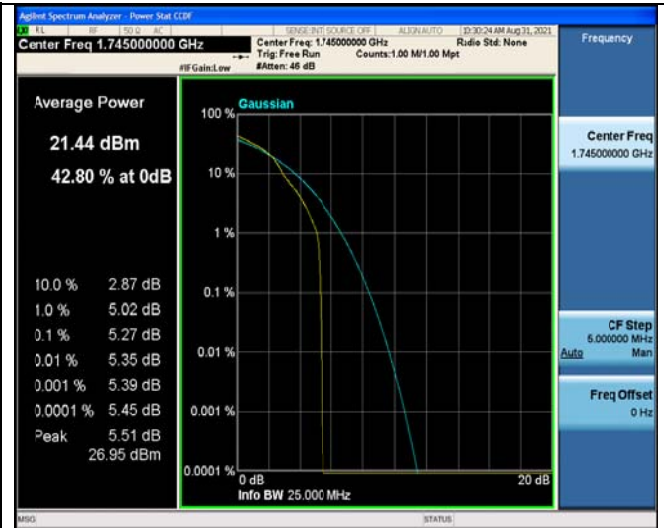 Agilent Spectrum Analyzer - Power Stat CCDF
RL RF 50 Ω AC SENSE:INT SOURCE OFF ALIGN AUTO 10:30:24 AM Aug 31, 2021
Center Freq 1.745000000 GHz
Center Freq: 1.745000000 GHz Radio Std: None
Trig: Free Run Counts:1.00 M/1.00 Mpt
#IFGain:Low #Atten: 46 dB
Frequency
Average Power
21.44 dBm
42.80 % at 0dB
10.0 % 2.87 dB
1.0 % 5.02 dB
0.1 % 5.27 dB
0.01 % 5.35 dB
0.001 % 5.39 dB
0.0001 % 5.45 dB
Peak 5.51 dB
26.95 dBm
Gaussian
100 %
10 %
1 %
0.1 %
0.01 %
0.001 %
0.0001 %
0 dB 20 dB
Info BW 25.000 MHz
Center Freq
1.745000000 GHz
CF Step
5.000000 MHz
Auto Man
Freq Offset
0 Hz
MSG STATUS